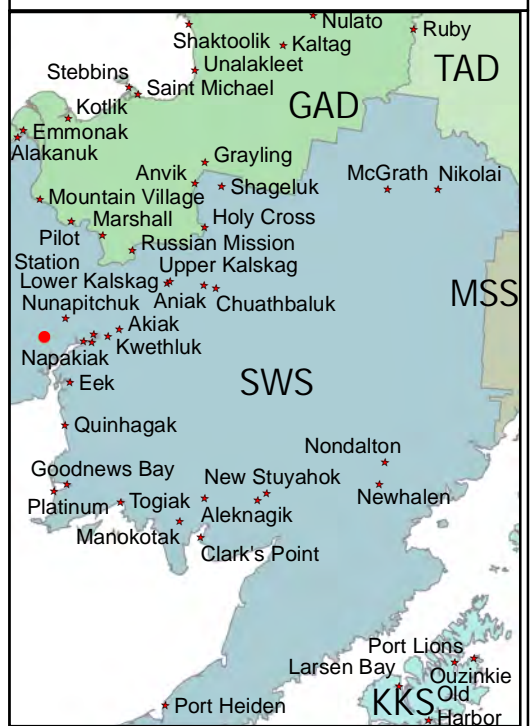 Nulato
Ruby
Shaktoolik
Kaltag
Unalakleet
TAD
Stebbins
Saint Michael
GAD
Kotlik
Emmonak
Alakanuk
Grayling
Anvik
Shageluk
McGrath
Nikolai
Mountain Village
Marshall
Holy Cross
Pilot
Station
Russian Mission
Upper Kalskag
Lower Kalskag
Aniak
Chuathbaluk
MSS
Nunapitchuk
Akiak
Kwethluk
Napakiak
SWS
Eek
Quinhagak
Nondalton
Goodnews Bay
New Stuyahok
Newhalen
Platinum
Togiak
Aleknagik
Manokotak
Clark's Point
Port Lions
Larsen Bay
Ouzinkie
KKS
Old
Harbor
Port Heiden